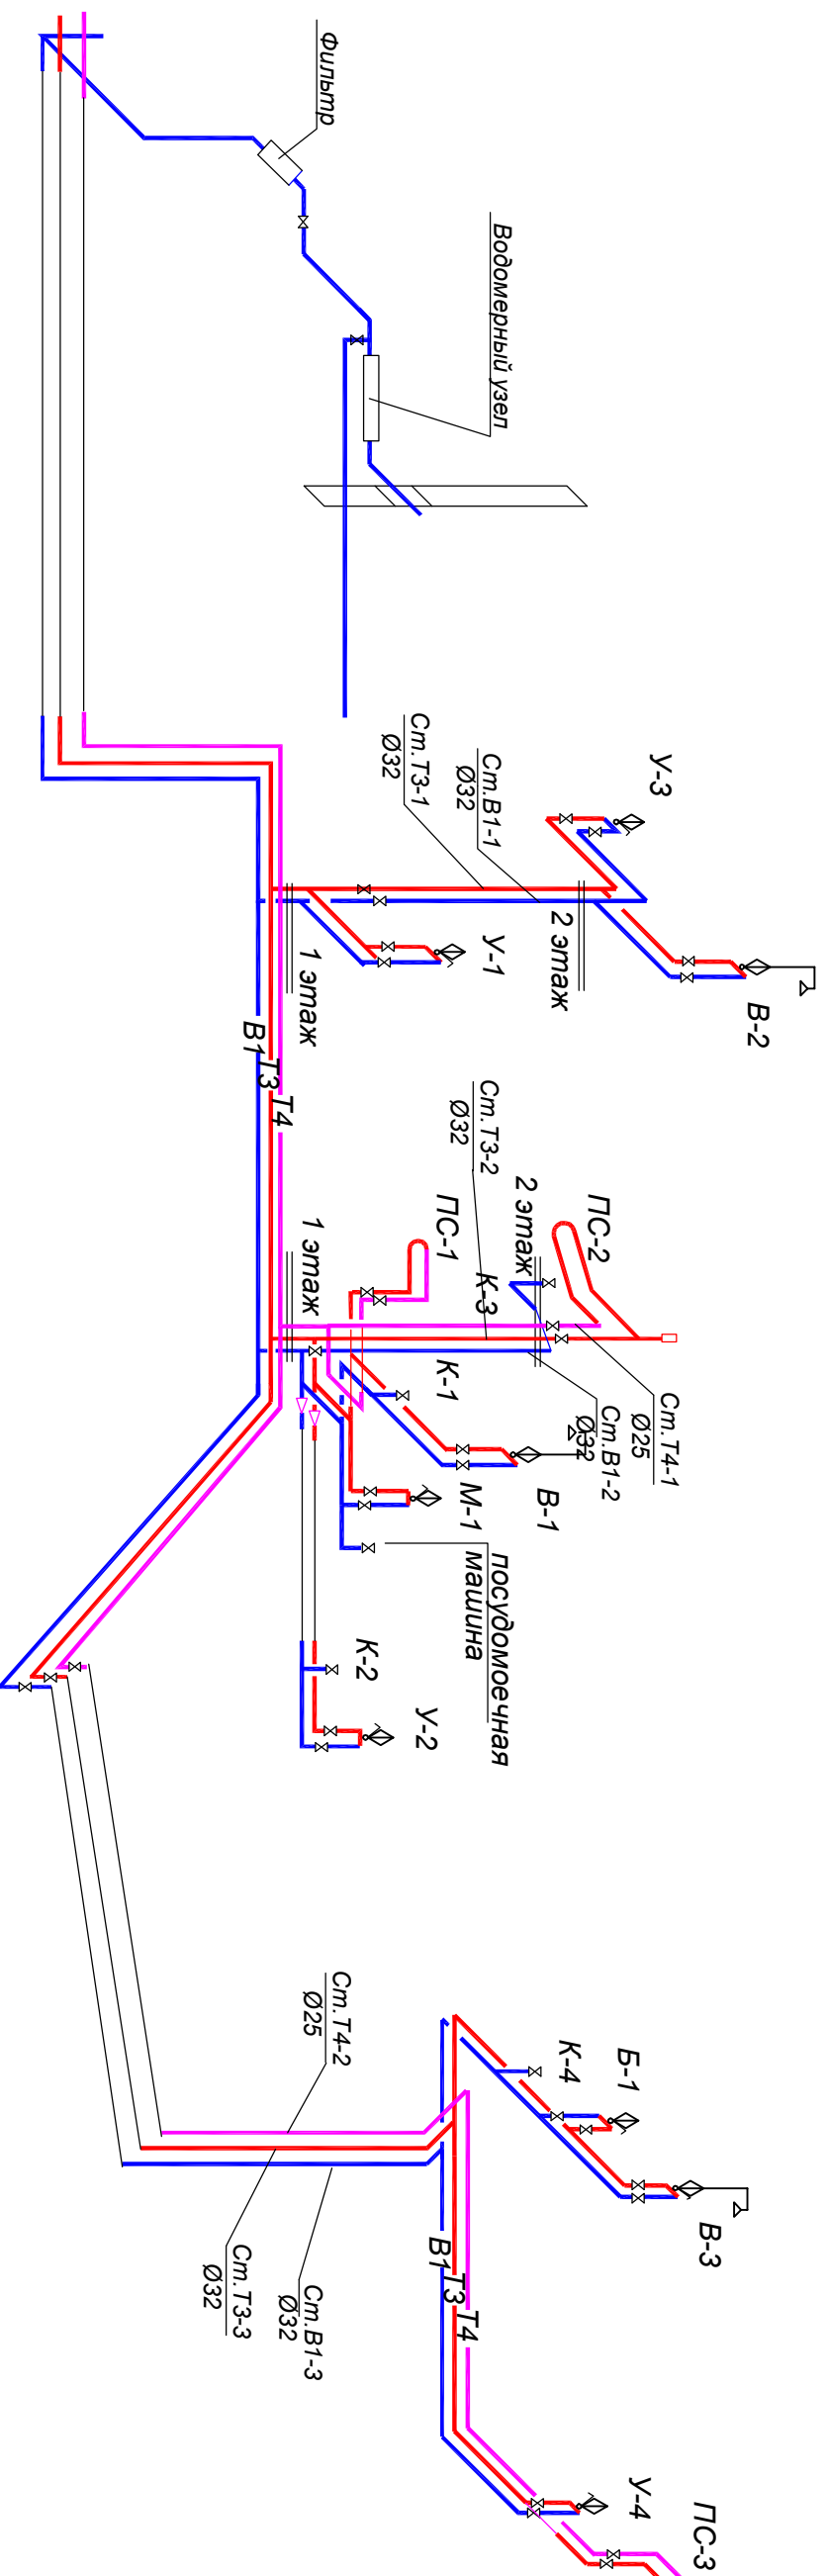 Фильтр
Водомерный узел
Ст.Т3-1
Ø32
Ст.В1-1
Ø32
У-3
У-1
2 этаж
1 этаж
В-2
В1
Т3
Т4
Ст.Т3-2
Ø32
2 этаж
ПС-2
ПС-1
1 этаж
К-3
К-1
Ст.Т4-1
Ø25
Ст.В1-2
Ø32
В-1
М-1
посудомоечная
машина
К-2
У-2
Ст.Т4-2
Ø25
К-4
Б-1
В-3
В1
Т3
Т4
Ст.Т3-3
Ø32
Ст.В1-3
Ø32
У-4
ПС-3